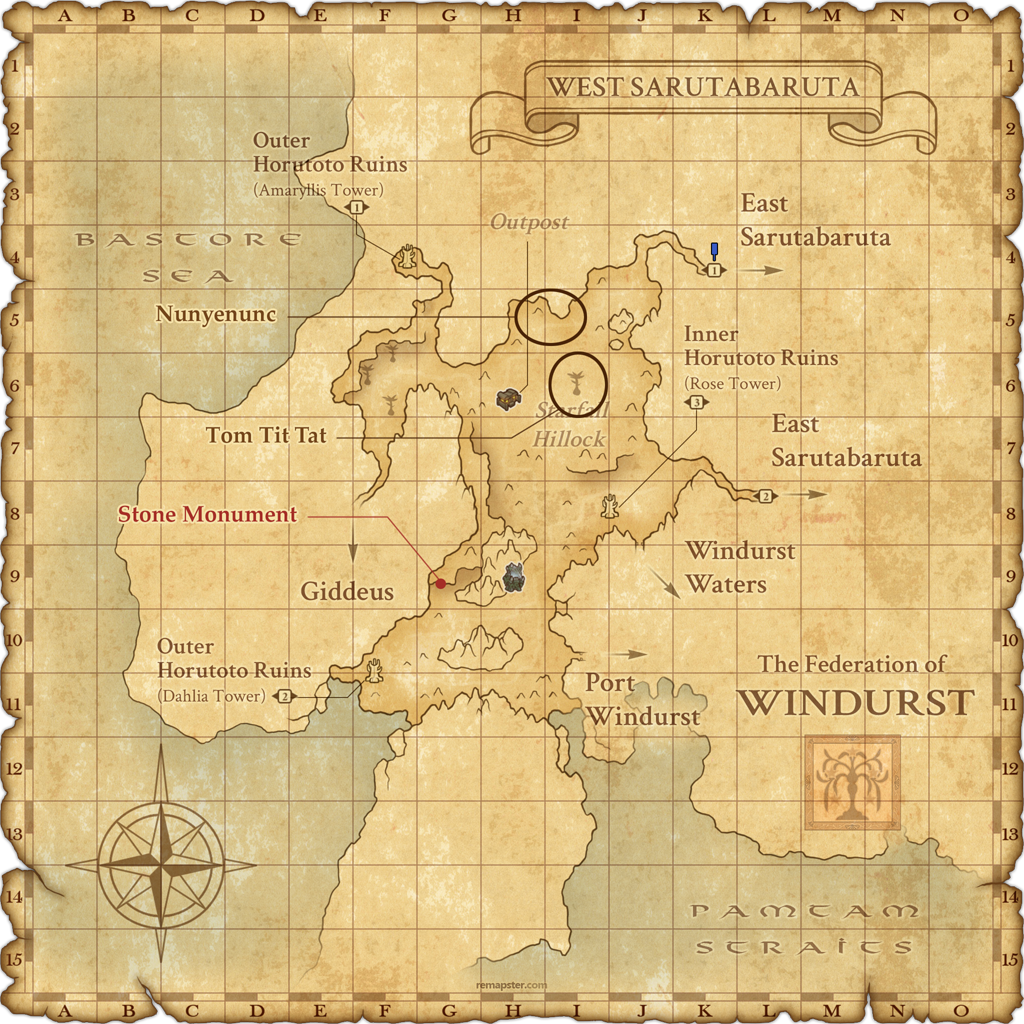 A B C D E F G H I J K L M N O
1 1
WEST SARUTABARUTA
2 2
Outer
Horutoto Ruins
(Amaryllis Tower)
3 3
1
East
Sarutabaruta
Outpost
BASTORE
SEA
4 4
1
Nunyenunc
5 5
Inner
Horutoto Ruins
(Rose Tower)
6 6
3
Starfall
Hillock
Tom Tit Tat
East
Sarutabaruta
7 7
2
8 8
Stone Monument
Windurst
Waters
9 9
Giddeus
10 10
Outer
Horutoto Ruins
(Dahlia Tower)
2
Port
Windurst
The Federation of
WINDURST
11 11
12 12
13 13
14 14
PAMTAM
STRAITS
15 15
remapster.com
A B C D E F G H I J K L M N O